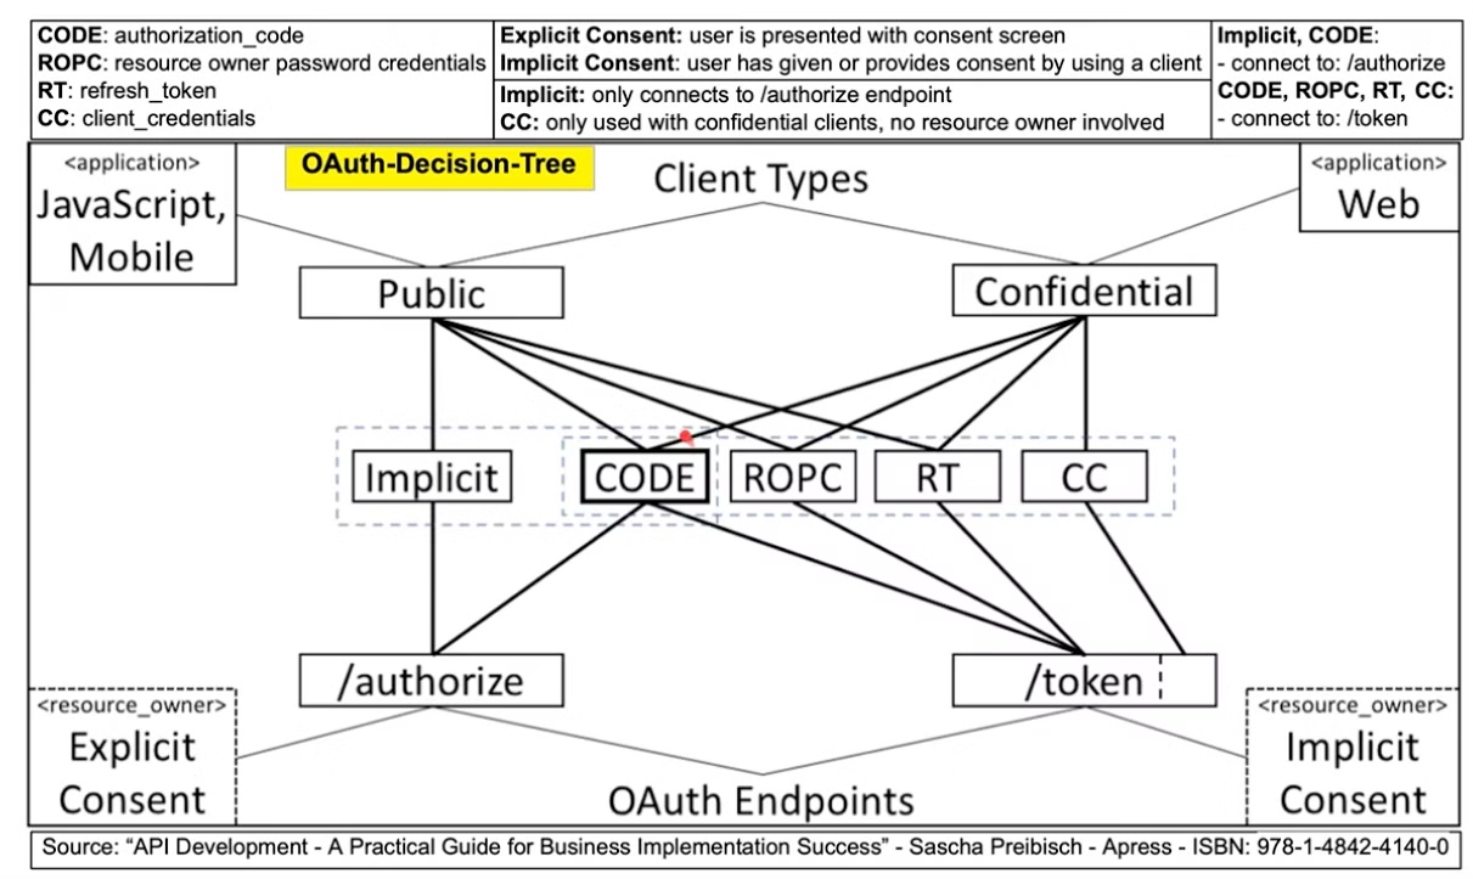 CODE: authorization_code
ROPC: resource owner password credentials
RT: refresh_token
CC: client_credentials
Explicit Consent: user is presented with consent screen
Implicit Consent: user has given or provides consent by using a client
Implicit: only connects to /authorize endpoint
CC: only used with confidential clients, no resource owner involved
Implicit, CODE:
- connect to: /authorize
CODE, ROPC, RT, CC:
- connect to: /token
<application>
JavaScript,
Mobile
OAuth-Decision-Tree
Client Types
<application>
Web
Public
Confidential
Implicit
CODE
ROPC
RT
CC
/authorize
/token
<resource_owner>
Explicit
Consent
OAuth Endpoints
<resource_owner>
Implicit
Consent
Source: “API Development - A Practical Guide for Business Implementation Success” - Sascha Preibisch - Apress - ISBN: 978-1-4842-4140-0